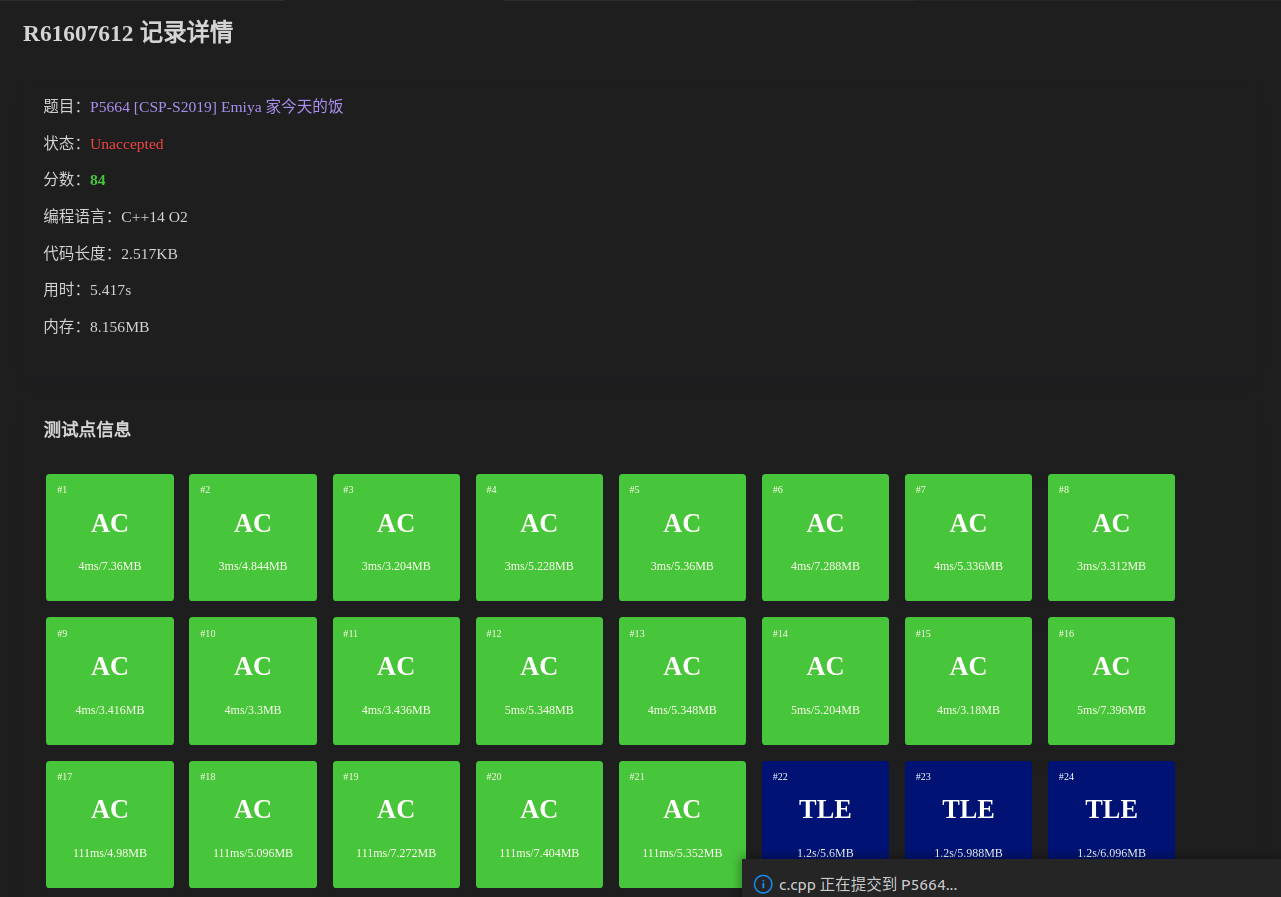 R61607612 记录详情
题目：P5664 [CSP-S2019] Emiya 家今天的饭
状态：Unaccepted
分数：84
编程语言：C++14 O2
代码长度：2.517KB
用时：5.417s
内存：8.156MB
测试点信息
#1 #2 #3 #4 #5 #6 #7 #8
AC AC AC AC AC AC AC AC
4ms/7.36MB 3ms/4.844MB 3ms/3.204MB 3ms/5.228MB 3ms/5.36MB 4ms/7.288MB 4ms/5.336MB 3ms/3.312MB
#9 #10 #11 #12 #13 #14 #15 #16
AC AC AC AC AC AC AC AC
4ms/3.416MB 4ms/3.3MB 4ms/3.436MB 5ms/5.348MB 4ms/5.348MB 5ms/5.204MB 4ms/3.18MB 5ms/7.396MB
#17 #18 #19 #20 #21 #22 #23 #24
AC AC AC AC AC TLE TLE TLE
111ms/4.98MB 111ms/5.096MB 111ms/7.272MB 111ms/7.404MB 111ms/5.352MB 1.2s/5.6MB 1.2s/5.988MB 1.2s/6.096MB
c.cpp 正在提交到 P5664...